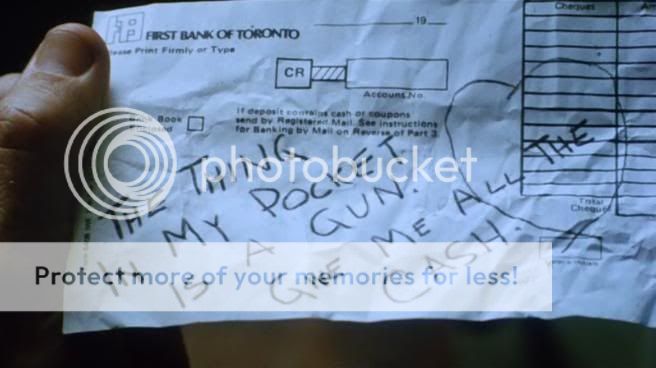 FIRST BANK OF TORONTO
19
Please Print Firmly or Type
Cheques
CR
Account No.
If deposit contains cash or coupons
send by Registered Mail. See instructions
for Banking by Mail on Reverse of Part 3.
Book
THE THING
IN MY POCKET
IS A GUN.
GIVE ME ALL THE
CASH.
Total
Cheques
photobucket
Protect more of your memories for less!